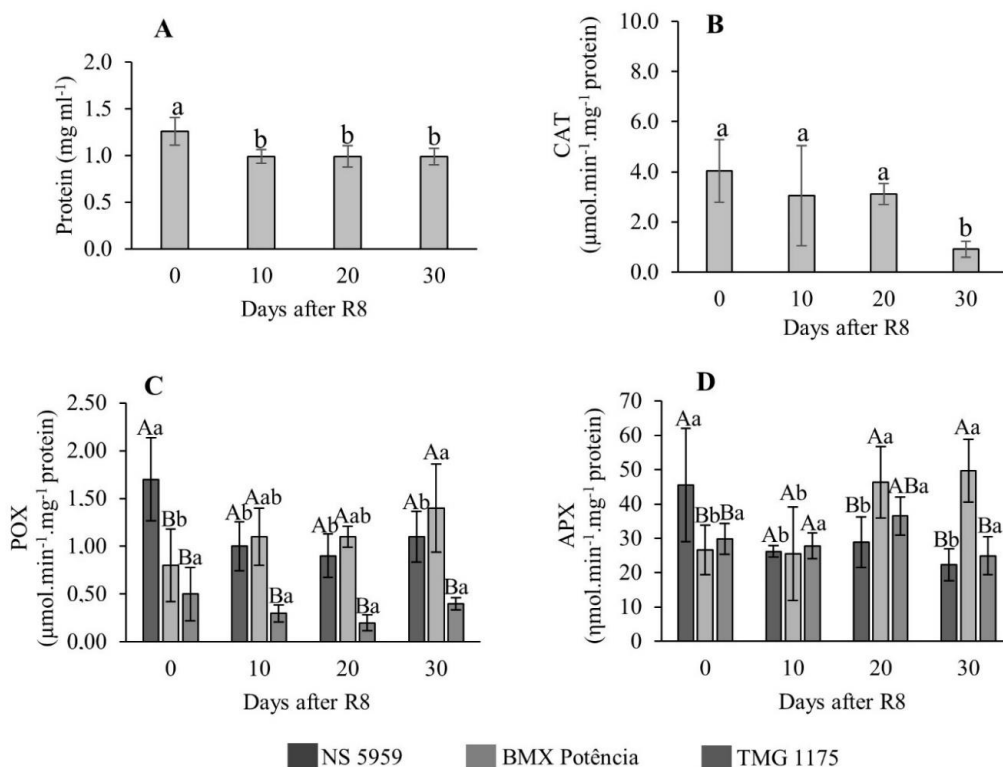 A
2.0
1.5
1.0
0.5
0.0
Protein (mg ml⁻¹)
a
b
b
b
0
10
20
30
Days after R8
B
10.0
8.0
6.0
4.0
2.0
0.0
CAT
(μmol.min⁻¹.mg⁻¹ protein)
a
a
a
b
0
10
20
30
Days after R8
C
2.50
2.00
1.50
1.00
0.50
0.00
POX
(μmol.min⁻¹.mg⁻¹ protein)
Aa
Bb
Ba
Ab
Aab
Ba
Ab
Aab
Ba
Ab
Aa
Ba
0
10
20
30
Days after R8
D
70
60
50
40
30
20
10
0
APX
(ηmol.min⁻¹.mg⁻¹ protein)
Aa
Bb
Ba
Ab
Ab
Aa
Bb
Aa
ABa
Bb
Aa
Ba
0
10
20
30
Days after R8
NS 5959
BMX Potência
TMG 1175